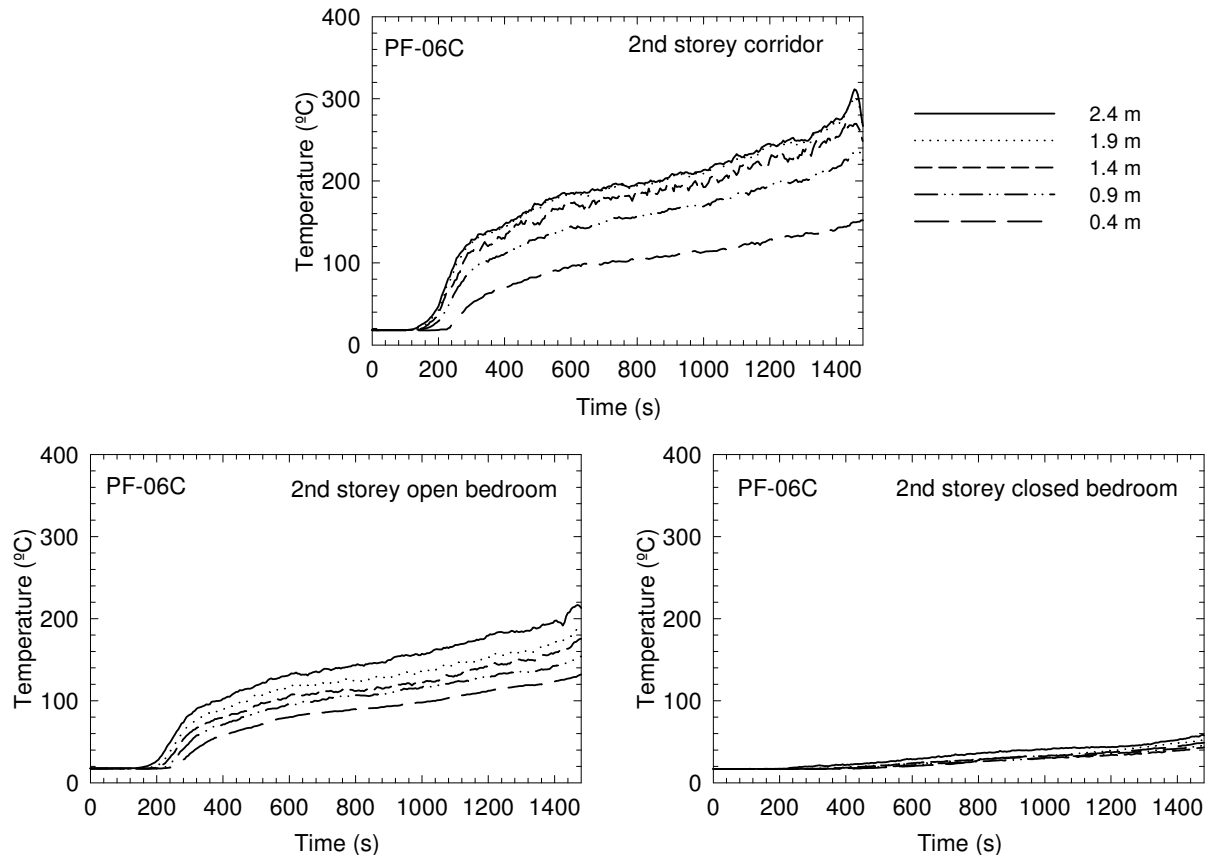 PF-06C 2nd storey corridor
Temperature (ºC)
400
300
200
100
0
0 200 400 600 800 1000 1200 1400
Time (s)
2.4 m
1.9 m
1.4 m
0.9 m
0.4 m
PF-06C 2nd storey open bedroom
Temperature (ºC)
400
300
200
100
0
0 200 400 600 800 1000 1200 1400
Time (s)
PF-06C 2nd storey closed bedroom
Temperature (ºC)
400
300
200
100
0
0 200 400 600 800 1000 1200 1400
Time (s)